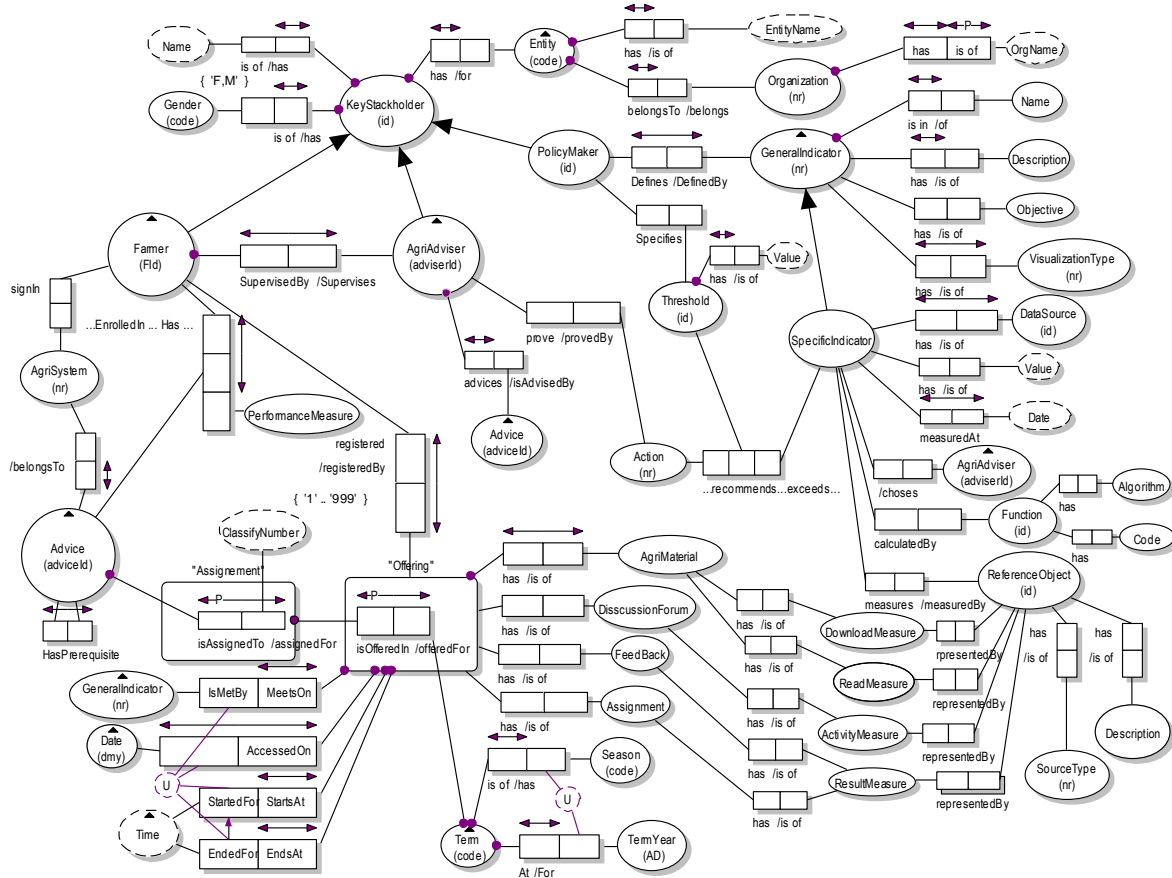 Name
is of /has
{ 'F,M' }
Gender
(code)
is of /has
KeyStackholder
(id)
has /for
Entity
(code)
has /is of
EntityName
belongsTo /belongs
Organization
(nr)
has
is of
P
OrgName
is in /of
Name
PolicyMaker
(id)
Defines /DefinedBy
GeneralIndicator
(nr)
has /is of
Description
has /is of
Objective
has /is of
VisualizationType
(nr)
has /is of
DataSource
(id)
has /is of
Value
measuredAt
Date
Specifies
has /is of
Value
Threshold
(id)
SpecificIndicator
Farmer
(FId)
SupervisedBy /Supervises
AgriAdviser
(adviserId)
signIn
...EnrolledIn ... Has ...
prove /provedBy
advices /isAdvisedBy
AgriSystem
(nr)
PerformanceMeasure
Advice
(adviceId)
registered
/registeredBy
{ '1' .. '999' }
/belongsTo
Action
(nr)
...recommends...exceeds...
/choses
AgriAdviser
(adviserId)
calculatedBy
Function
(id)
has
Algorithm
has
Code
ClassifyNumber
Advice
(adviceId)
HasPrerequisite
"Assignement"
P
isAssignedTo /assignedFor
"Offering"
P
isOfferedIn /offeredFor
has /is of
AgriMaterial
has /is of
DisscussionForum
has /is of
FeedBack
has /is of
Assignment
measures /measuredBy
ReferenceObject
(id)
has /is of
DownloadMeasure
rpresentedBy
has /is of
ReadMeasure
representedBy
has /is of
ActivityMeasure
representedBy
has /is of
ResultMeasure
representedBy
has /is of
has
/is of
has
/is of
SourceType
(nr)
Description
GeneralIndicator
(nr)
IsMetBy
MeetsOn
Date
(dmy)
AccessedOn
U
StartedFor
StartsAt
Time
EndedFor
EndsAt
is of /has
Season
(code)
U
Term
(code)
At /For
TermYear
(AD)